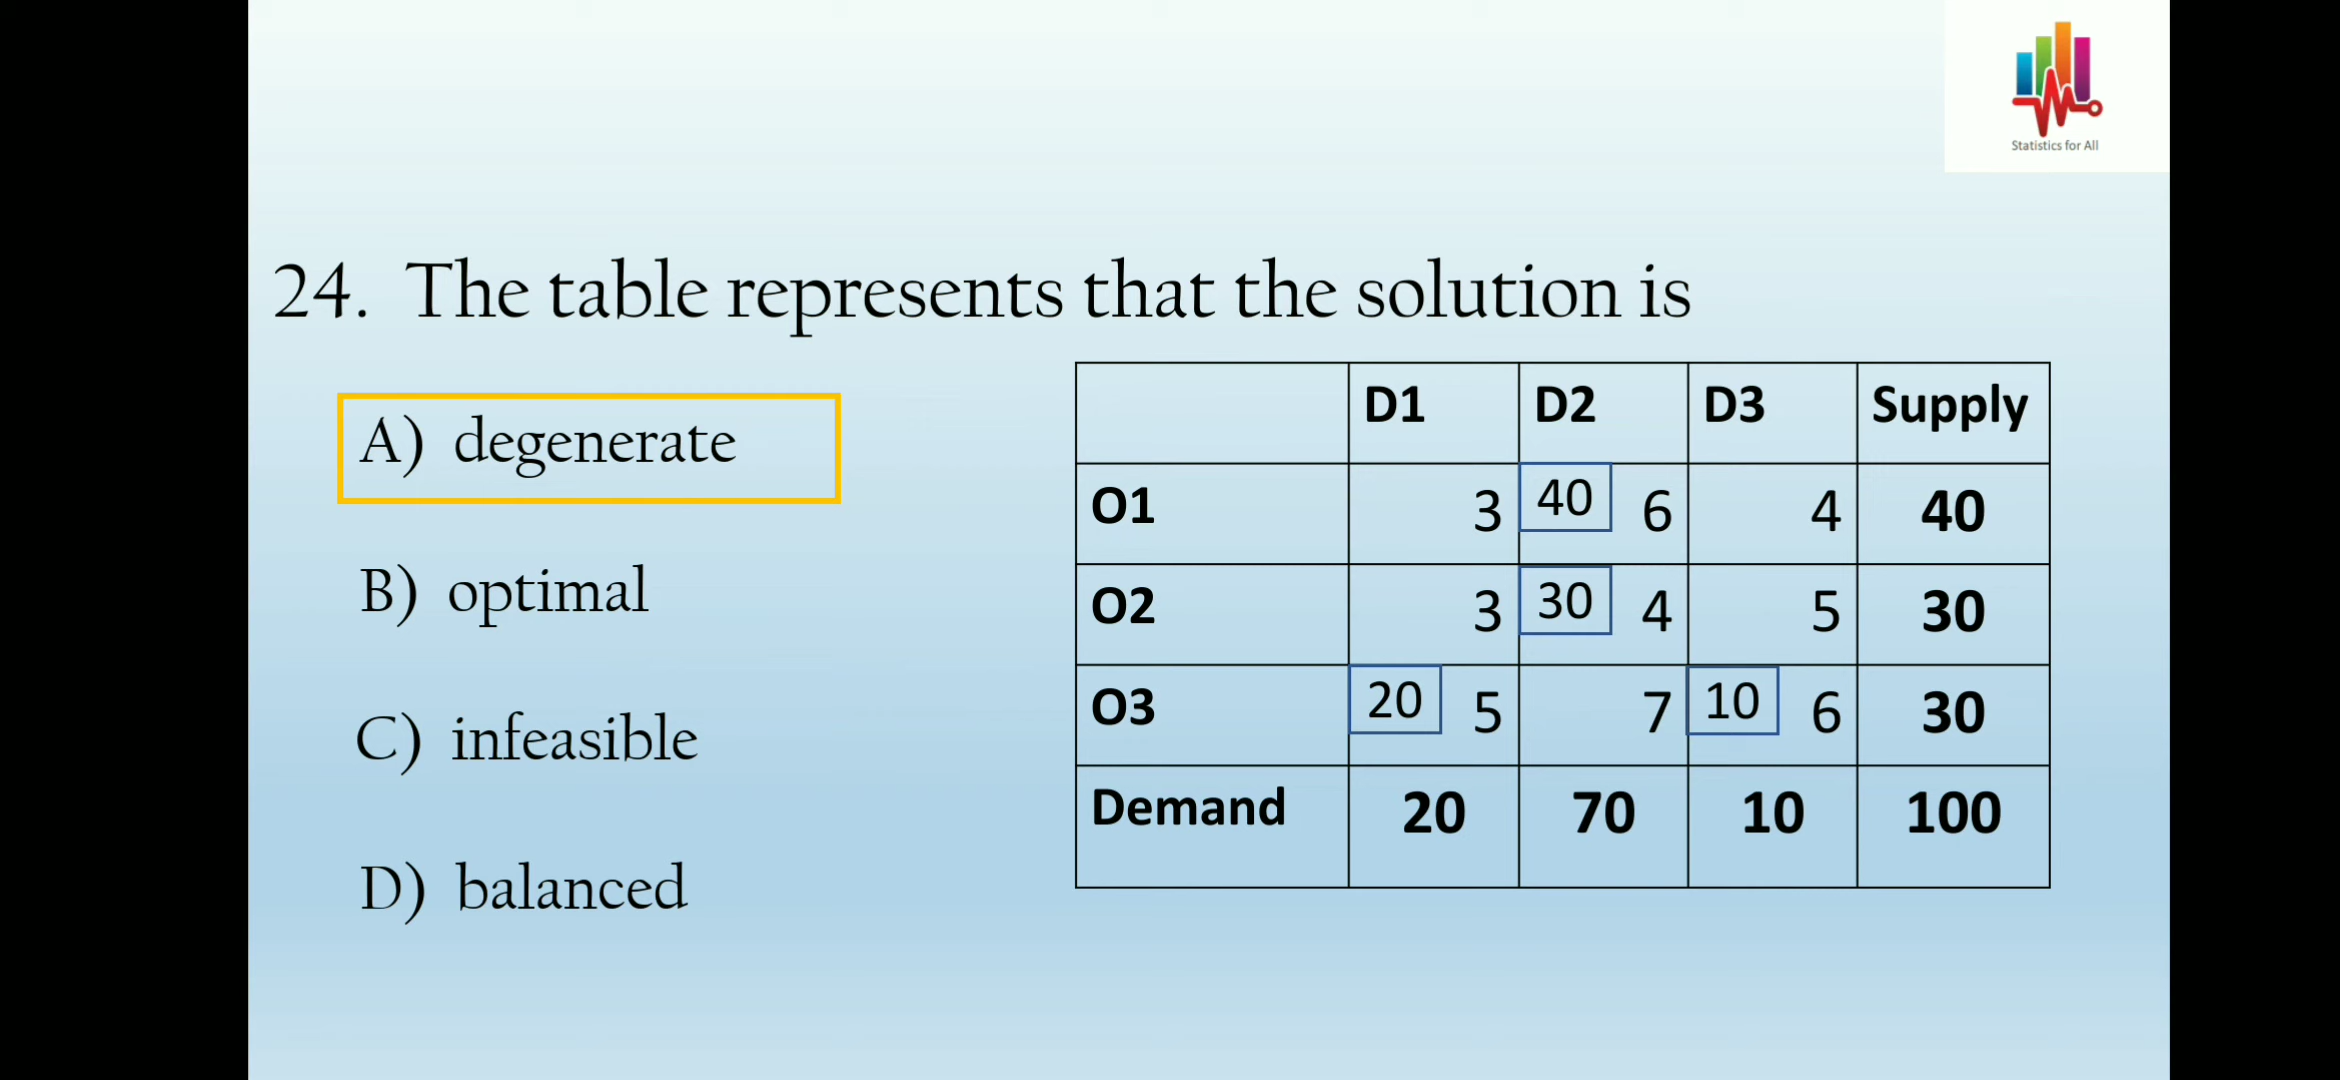 Statistics for All
24. The table represents that the solution is
A) degenerate
B) optimal
C) infeasible
D) balanced
D1 D2 D3 Supply
O1 3 40 6 4 40
O2 3 30 4 5 30
O3 20 5 7 10 6 30
Demand 20 70 10 100